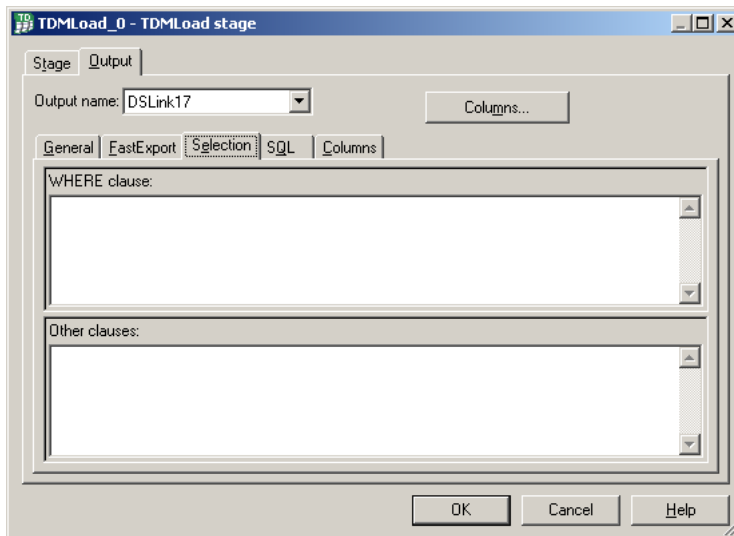 TD
TDMLoad_0 - TDMLoad stage
Stage Output
Output name: DSLink17 Columns...
General FastExport Selection SQL Columns
WHERE clause:
Other clauses:
OK Cancel Help